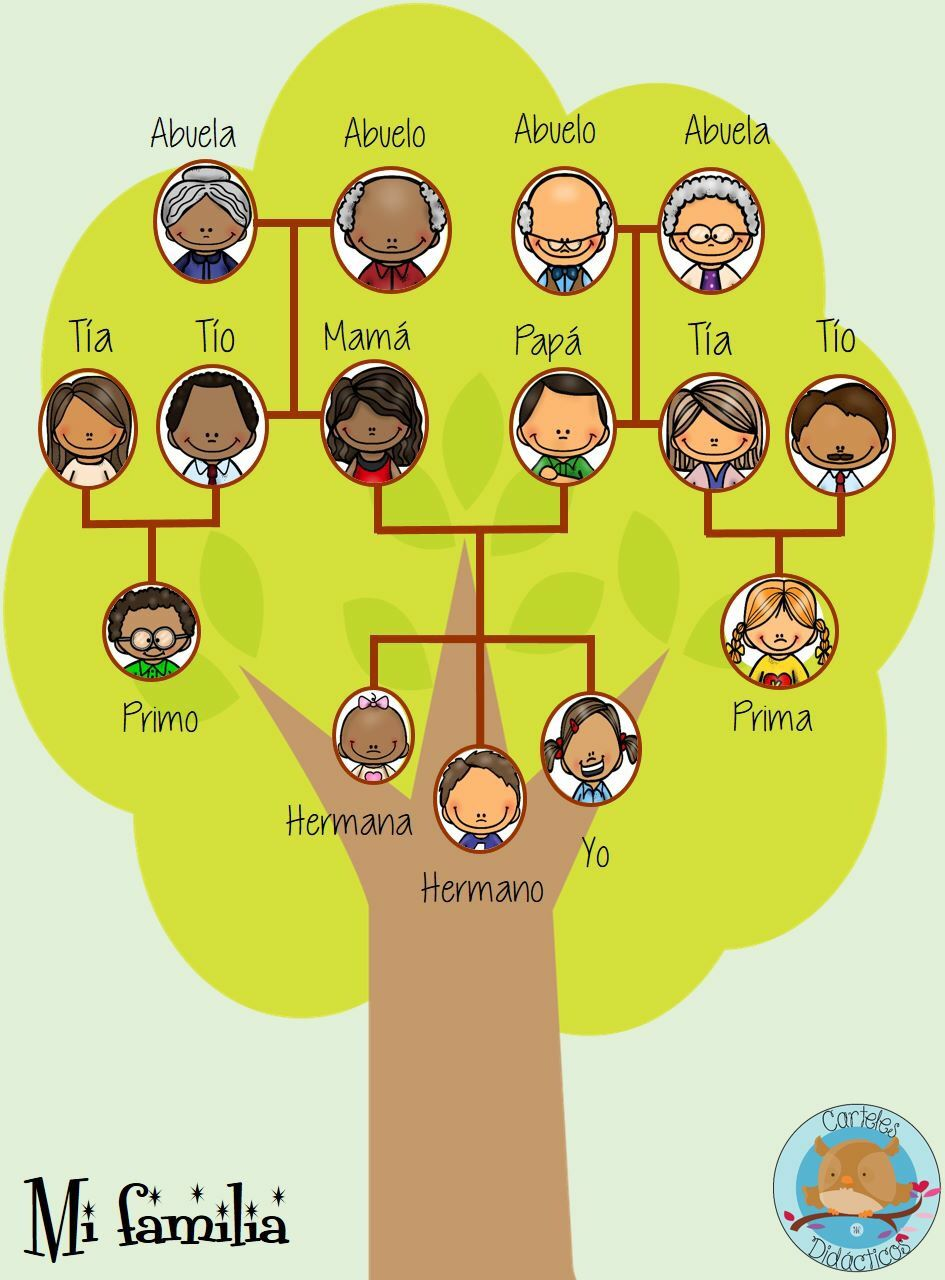 Abuela Abuelo Abuelo Abuela
Tía Tío Mamá Papá Tía Tío
Primo Prima
Hermana
Yo
Hermano
Carteles
Didácticos
Mi familia